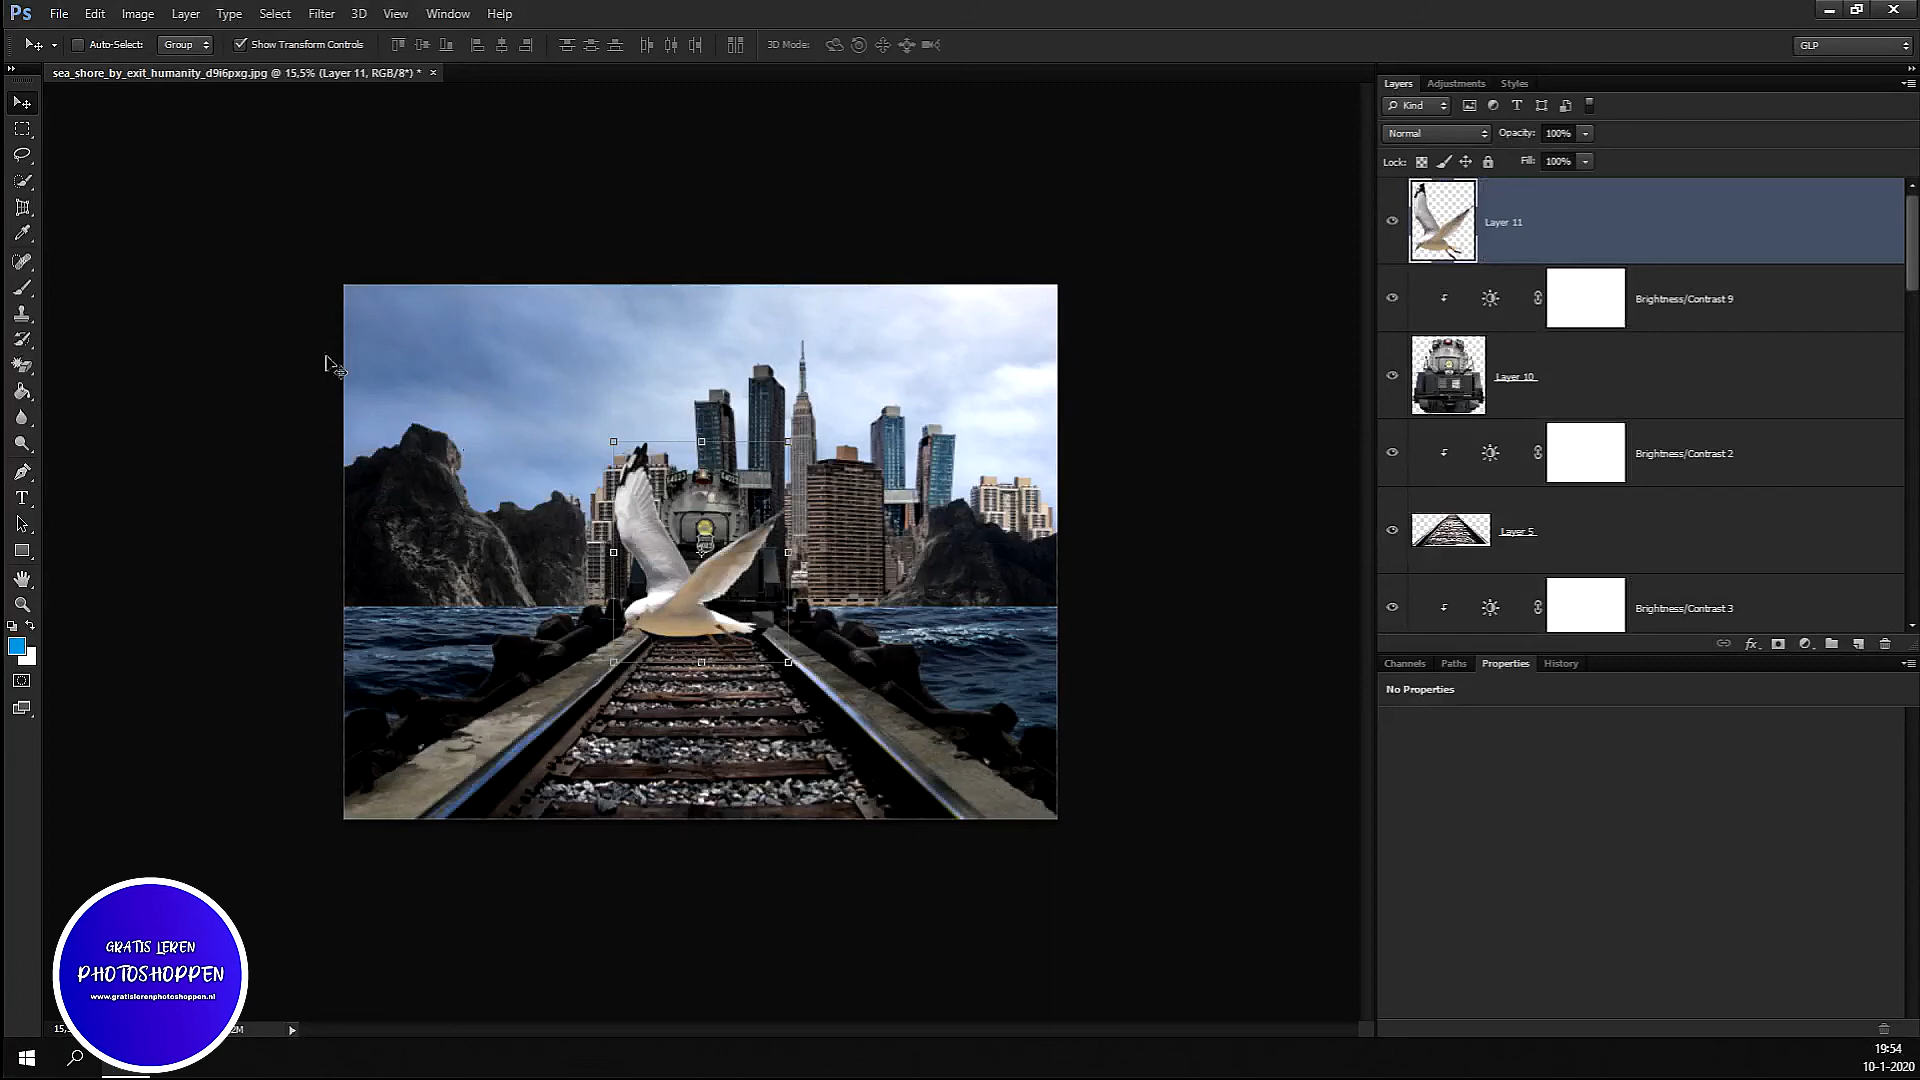 Ps File Edit Image Layer Type Select Filter 3D View Window Help
Auto-Select: Group Show Transform Controls 3D Mode: GLP
sea_shore_by_exit_humanity_d9i6pxg.jpg @ 15,5% (Layer 11, RGB/8*) * ×
Layers Adjustments Styles
Kind
Normal Opacity: 100%
Lock: Fill: 100%
Layer 11
Brightness/Contrast 9
Layer 10
Brightness/Contrast 2
Layer 5
Brightness/Contrast 3
Channels Paths Properties History
No Properties
GRATIS LEREN
PHOTOSHOPPEN
www.gratislerenphotoshoppen.nl
19:54
10-1-2020